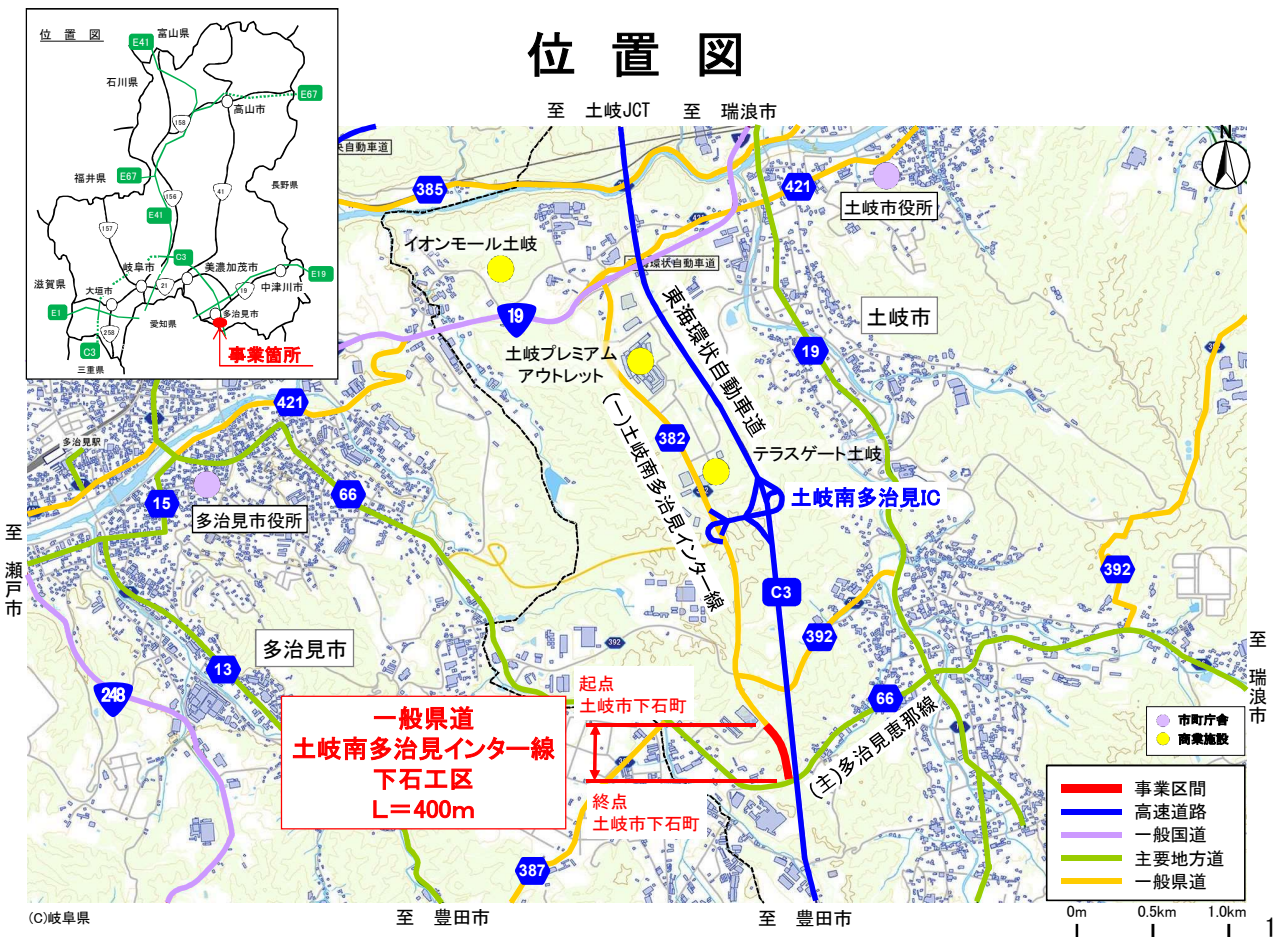 位置図
位置図
富山県
E41
石川県
E67
高山市
158
福井県
E67
長野県
156
41
E41
157
C3
岐阜市
美濃加茂市
E19
滋賀県
大垣市
21
19
中津川市
E1
愛知県
多治見市
258
C3
三重県
事業箇所
至 土岐JCT
至 瑞浪市
N
央自動車道
385
421
土岐市役所
イオンモール土岐
環状自動車道
19
東海環状自動車道
土岐市
土岐プレミアム
アウトレット
19
421
(一)土岐南多治見インター線
382
テラスゲート土岐
多治見駅
15
66
土岐南多治見IC
多治見市役所
至 瀬戸市
392
C3
392
392
多治見市
13
至 瑞浪市
248
66
起点
土岐市下石町
一般県道
土岐南多治見インター線
下石工区
L=400m
(主)多治見恵那線
終点
土岐市下石町
387
市町庁舎
商業施設
事業区間
高速道路
一般国道
主要地方道
一般県道
(C)岐阜県
至 豊田市
至 豊田市
0m
0.5km
1.0km
1